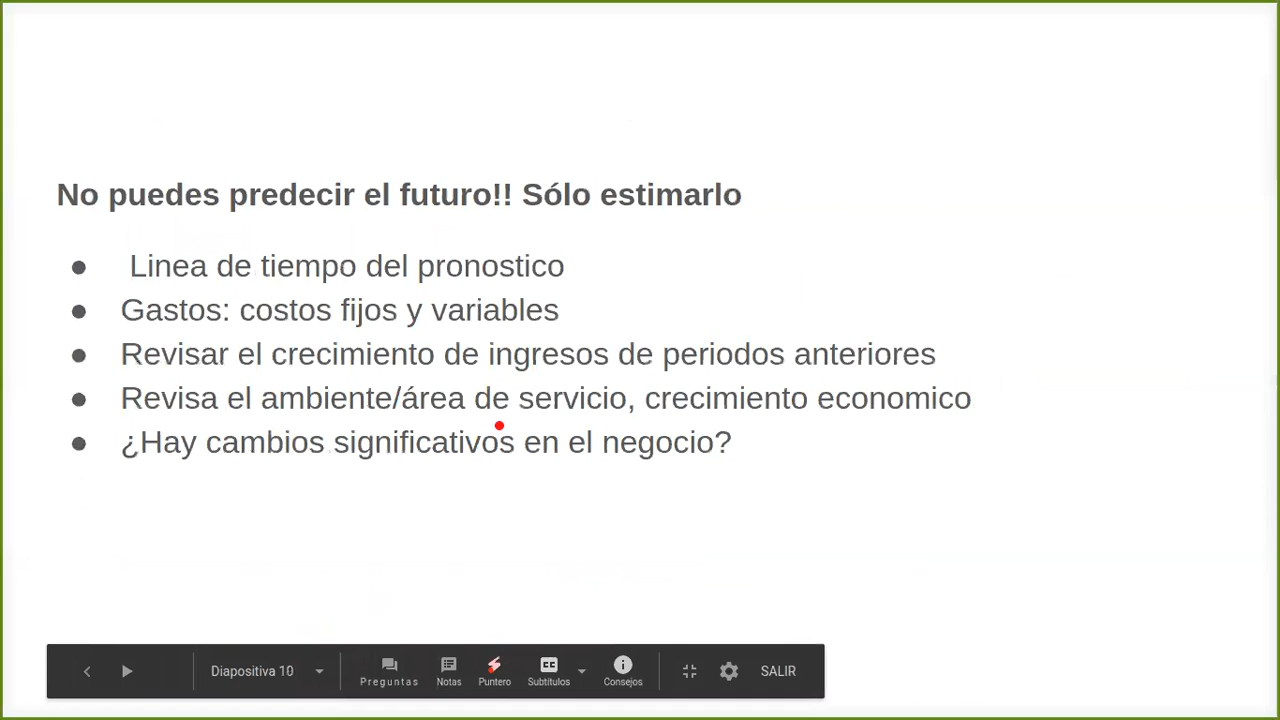 No puedes predecir el futuro!! Sólo estimarlo
● Linea de tiempo del pronostico
● Gastos: costos fijos y variables
● Revisar el crecimiento de ingresos de periodos anteriores
● Revisa el ambiente/área de servicio, crecimiento economico
● ¿Hay cambios significativos en el negocio?
Diapositiva 10 Preguntas Notas Puntero CC Subtítulos Consejos SALIR